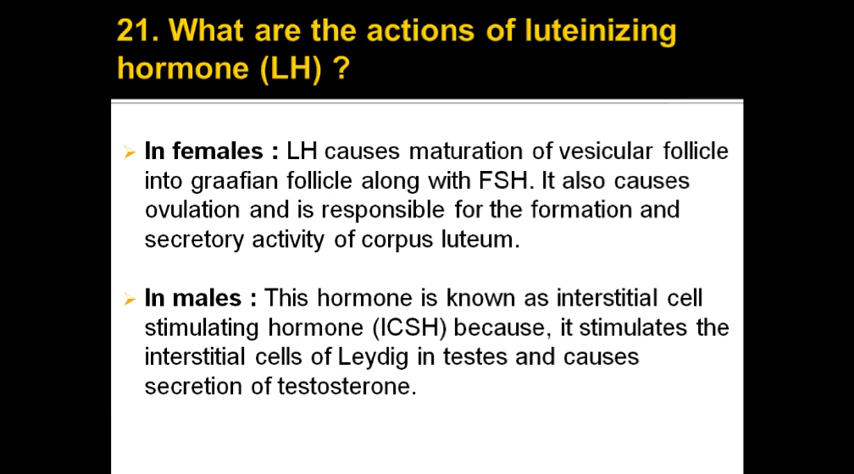 21. What are the actions of luteinizing
hormone (LH) ?
In females : LH causes maturation of vesicular follicle
into graafian follicle along with FSH. It also causes
ovulation and is responsible for the formation and
secretory activity of corpus luteum.
In males : This hormone is known as interstitial cell
stimulating hormone (ICSH) because, it stimulates the
interstitial cells of Leydig in testes and causes
secretion of testosterone.